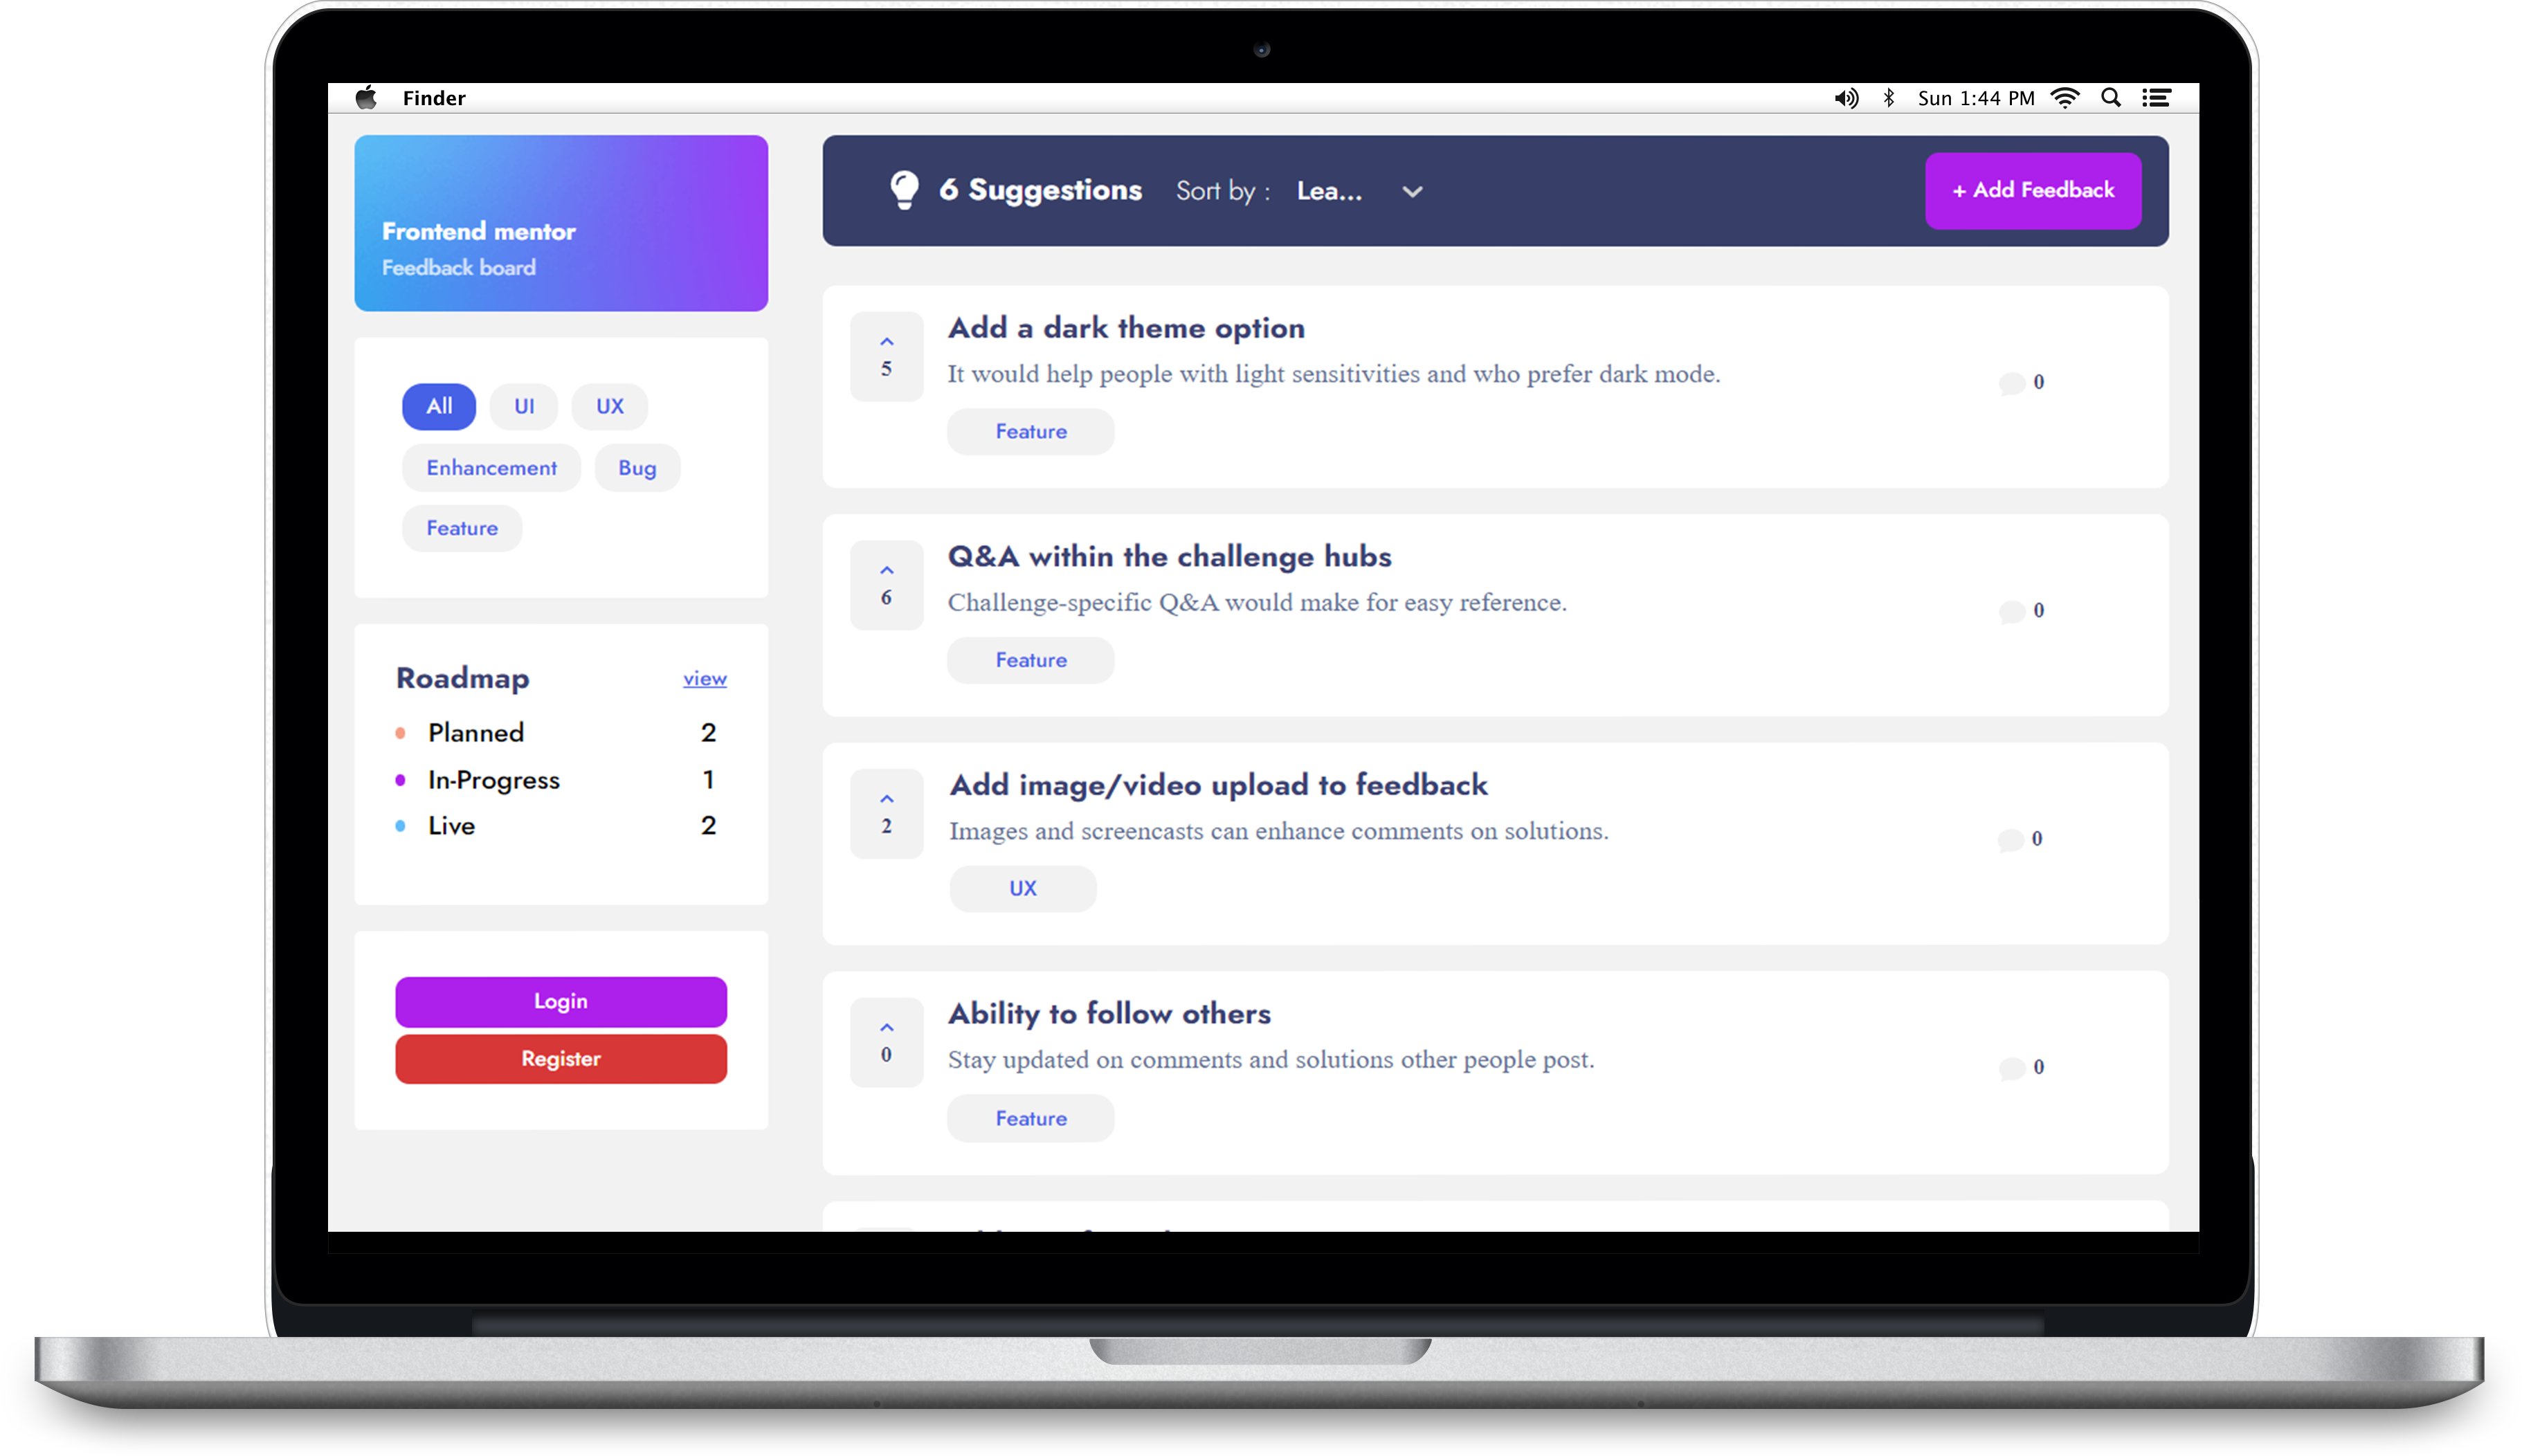 Finder
Sun 1:44 PM
Frontend mentor
Feedback board
All
UI
UX
Enhancement
Bug
Feature
Roadmap
view
Planned 2
In-Progress 1
Live 2
Login
Register
6 Suggestions
Sort by :
Lea...
+ Add Feedback
5
Add a dark theme option
It would help people with light sensitivities and who prefer dark mode.
Feature
0
6
Q&A within the challenge hubs
Challenge-specific Q&A would make for easy reference.
Feature
0
2
Add image/video upload to feedback
Images and screencasts can enhance comments on solutions.
UX
0
0
Ability to follow others
Stay updated on comments and solutions other people post.
Feature
0